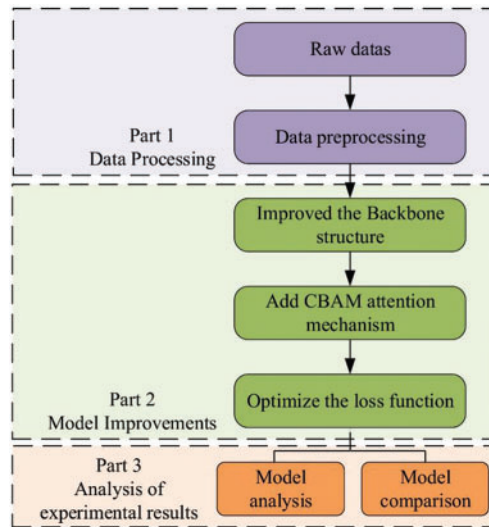 Raw datas
Part 1
Data Processing
Data preprocessing
Improved the Backbone
structure
Add CBAM attention
mechanism
Part 2
Model Improvements
Optimize the loss function
Part 3
Analysis of
experimental results
Model
analysis
Model
comparison